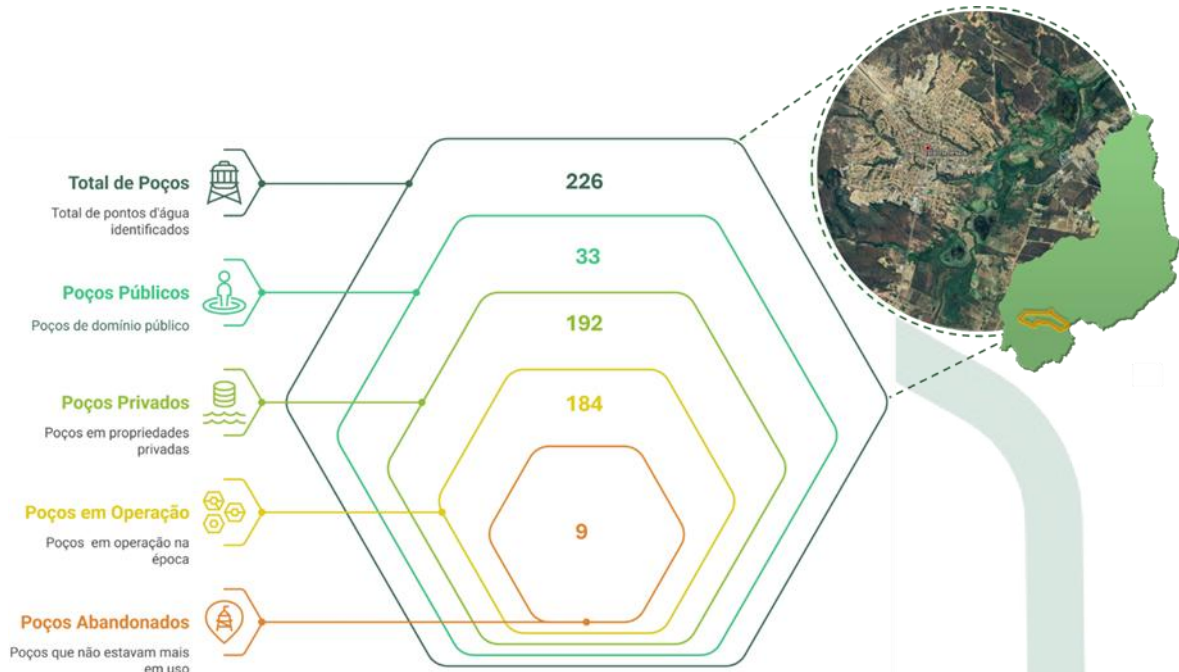 Total de Poços
Total de pontos d'água
identificados
226
Poços Públicos
Poços de domínio público
33
Poços Privados
Poços em propriedades
privadas
192
Poços em Operação
Poços em operação na
época
184
Poços Abandonados
Poços que não estavam mais
em uso
9